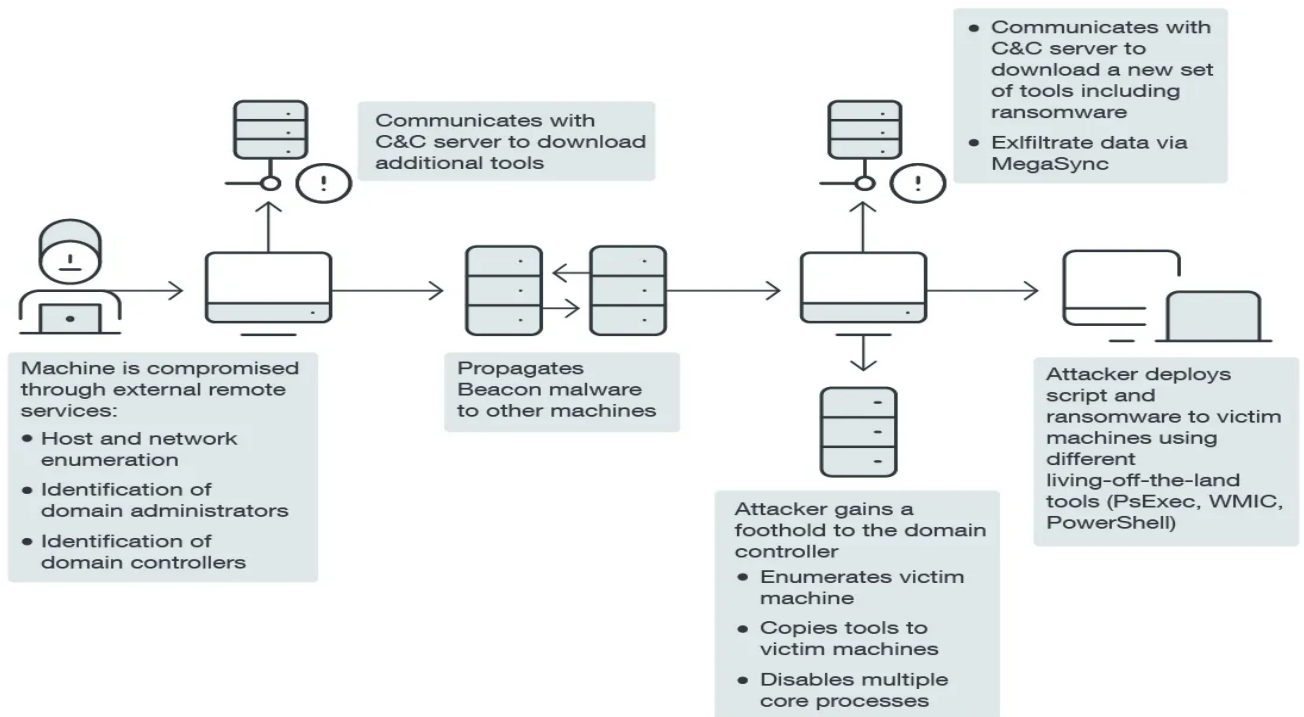 Communicates with
C&C server to download
additional tools
● Communicates with
C&C server to
download a new set
of tools including
ransomware
● Exlfiltrate data via
MegaSync
Machine is compromised
through external remote
services:
● Host and network
enumeration
● Identification of
domain administrators
● Identification of
domain controllers
Propagates
Beacon malware
to other machines
Attacker gains a
foothold to the domain
controller
● Enumerates victim
machine
● Copies tools to
victim machines
● Disables multiple
core processes
Attacker deploys
script and
ransomware to victim
machines using
different
living-off-the-land
tools (PsExec, WMIC,
PowerShell)